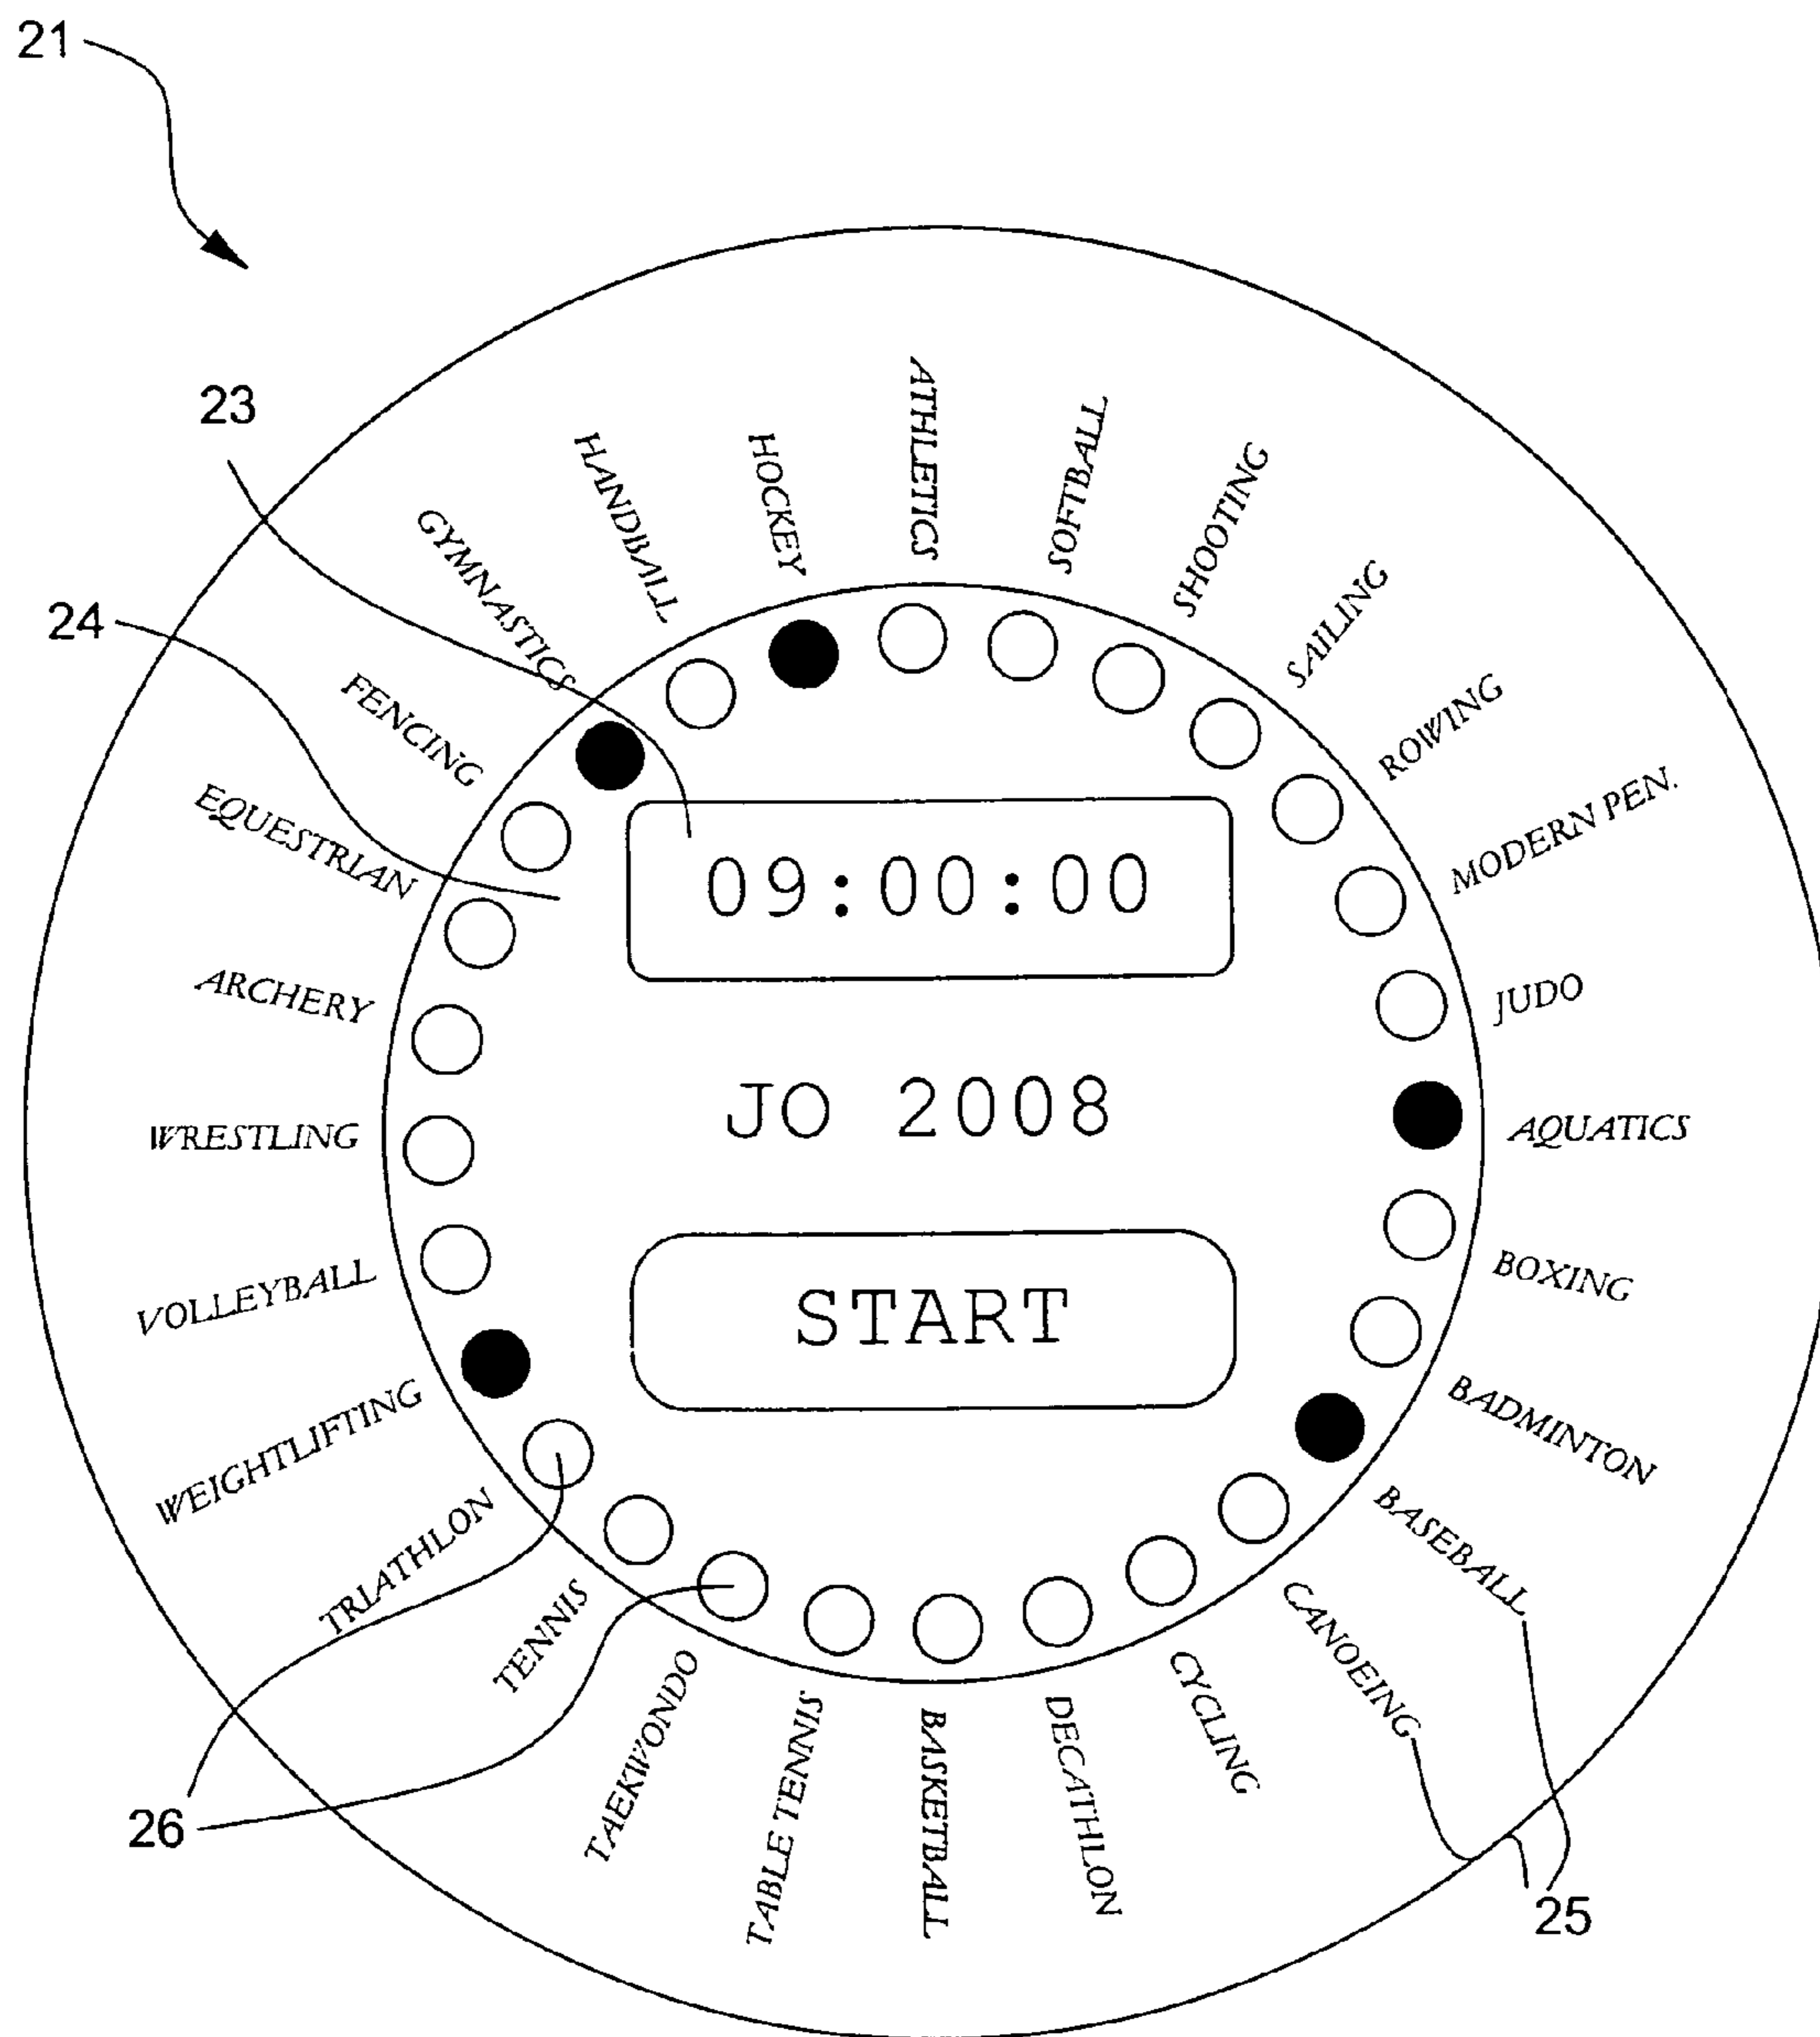 21
23
24
ATHLETICS
SOFTBALL
SHOOTING
SAILING
ROWING
MODERN PEN.
JUDO
AQUATICS
BOXING
BADMINTON
BASEBALL
CANOEING
CYCLING
DECATHLON
BASKETBALL
TABLE TENNIS
TAEKWONDO
TENNIS
TRIATHLON
WEIGHTLIFTING
VOLLEYBALL
WRESTLING
ARCHERY
EQUESTRIAN
FENCING
GYMNASTICS
HANDBALL
HOCKEY
09:00:00
JO 2008
START
26
25